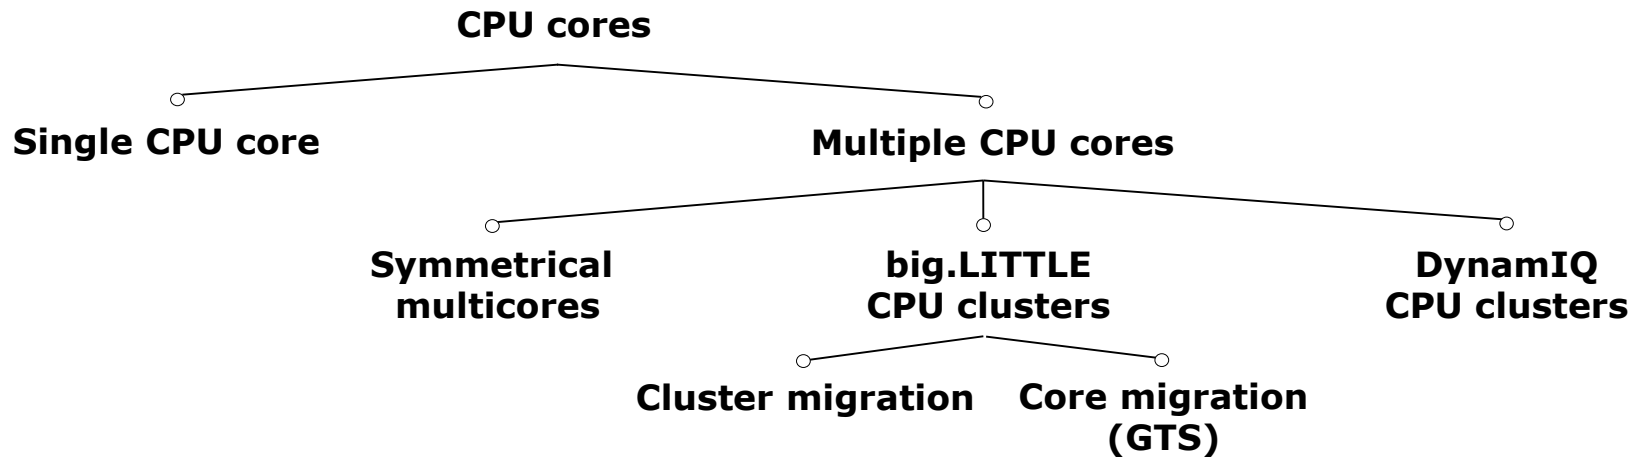 CPU cores
Single CPU core
Multiple CPU cores
Symmetrical
multicores
big.LITTLE
CPU clusters
DynamIQ
CPU clusters
Cluster migration
Core migration
(GTS)